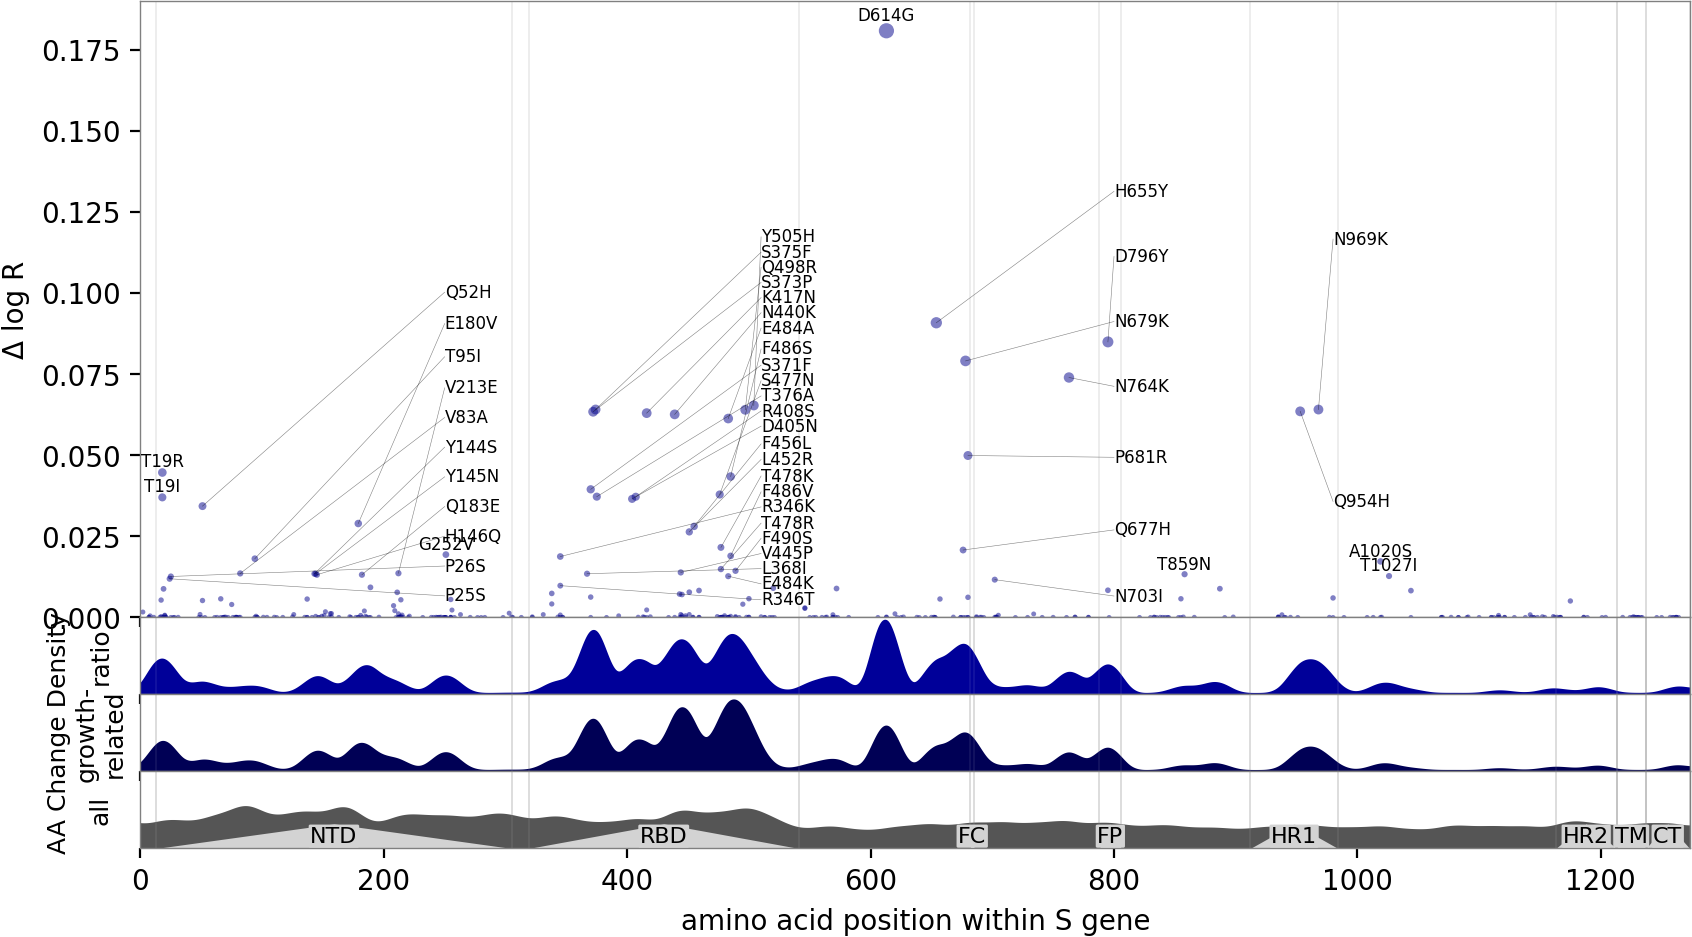 D614G
0.175
0.150
0.125
0.100
0.075
0.050
0.025
0.000
Δ log R
H655Y
D796Y
N969K
N679K
N764K
P681R
Q954H
Q677H
N703I
T859N
A1020S
T1027I
Y505H
S375F
Q498R
S373P
K417N
N440K
E484A
F486S
S371F
S477N
T376A
R408S
D405N
F456L
L452R
T478K
F486V
R346K
T478R
F490S
V445P
L368I
E484K
R346T
Q52H
E180V
T95I
V213E
V83A
Y144S
Y145N
Q183E
H146Q
G252V
P26S
P25S
T19R
T19I
AA Change Density
ratio
growth-
related
all
NTD
RBD
FC
FP
HR1
HR2
TM
CT
0
200
400
600
800
1000
1200
amino acid position within S gene